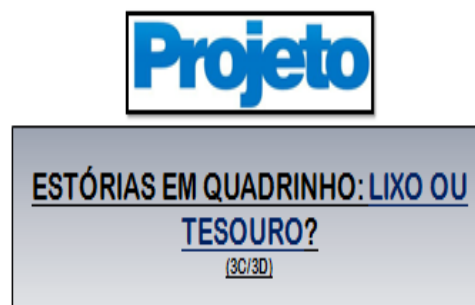 Projeto
ESTÓRIAS EM QUADRINHO: LIXO OU
TESOURO?
(3C/3D)